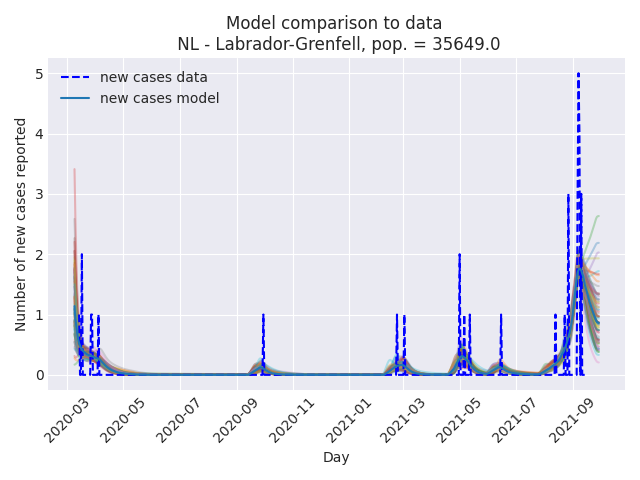 Model comparison to data
NL - Labrador-Grenfell, pop. = 35649.0
new cases data
new cases model
Number of new cases reported
5
4
3
2
1
0
2020-03
2020-05
2020-07
2020-09
2020-11
2021-01
2021-03
2021-05
2021-07
2021-09
Day